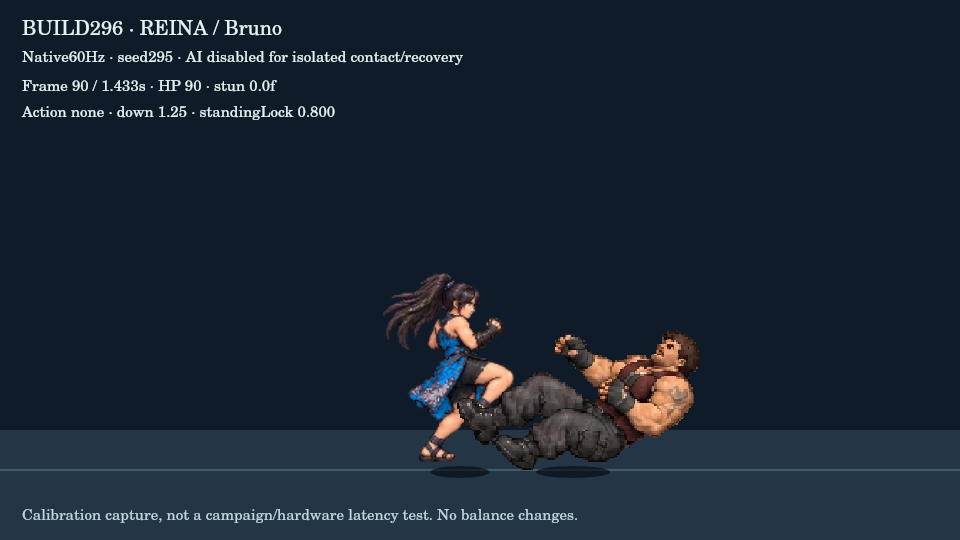 BUILD296 · REINA / Bruno
Native60Hz · seed295 · AI disabled for isolated contact/recovery
Frame 90 / 1.433s · HP 90 · stun 0.0f
Action none · down 1.25 · standingLock 0.800
Calibration capture, not a campaign/hardware latency test. No balance changes.